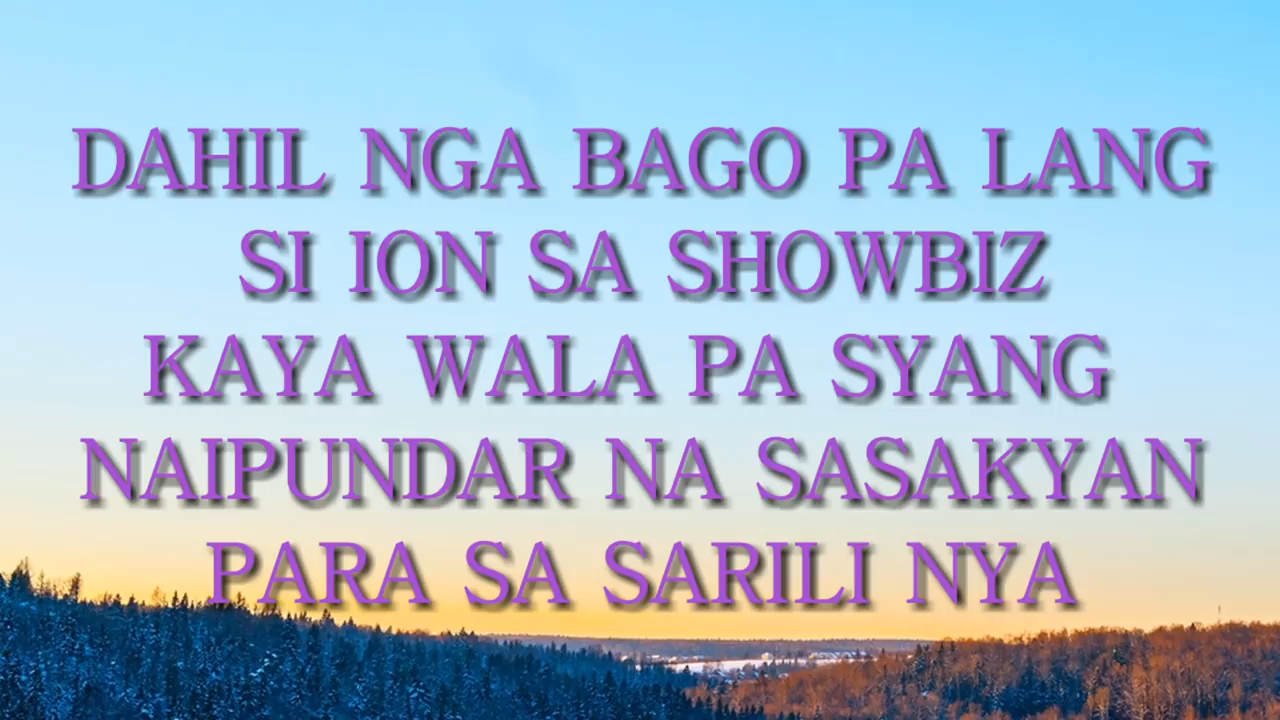 DAHIL NGA BAGO PA LANG
SI ION SA SHOWBIZ
KAYA WALA PA SYANG
NAIPUNDAR NA SASAKYAN
PARA SA SARILI NYA